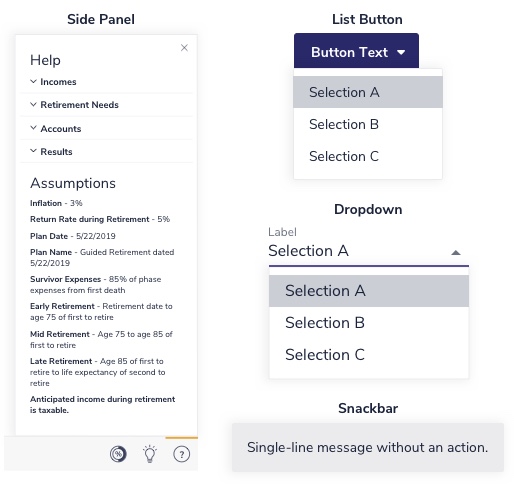 Side Panel
Help
Incomes
Retirement Needs
Accounts
Results
Assumptions
Inflation - 3%
Return Rate during Retirement - 5%
Plan Date - 5/22/2019
Plan Name - Guided Retirement dated
5/22/2019
Survivor Expenses - 85% of phase
expenses from first death
Early Retirement - Retirement date to
age 75 of first to retire
Mid Retirement - Age 75 to age 85 of
first to retire
Late Retirement - Age 85 of first to
retire to life expectancy of second to
retire
Anticipated income during retirement
is taxable.
%
?
List Button
Button Text
Selection A
Selection B
Selection C
Dropdown
Label
Selection A
Selection A
Selection B
Selection C
Snackbar
Single-line message without an action.